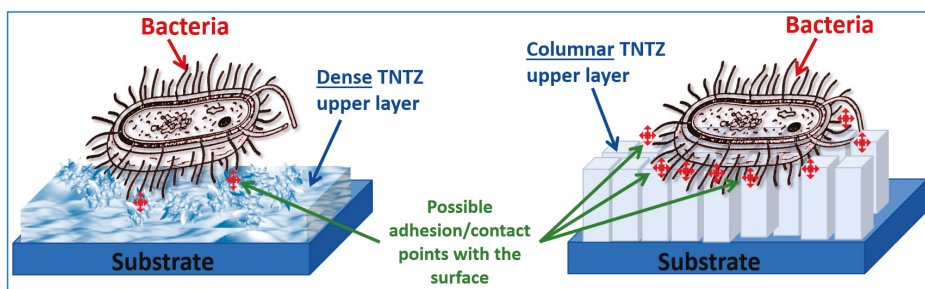 Bacteria
Dense TNTZ
upper layer
Substrate
Possible
adhesion/contact
points with the
surface
Columnar TNTZ
upper layer
Bacteria
Substrate